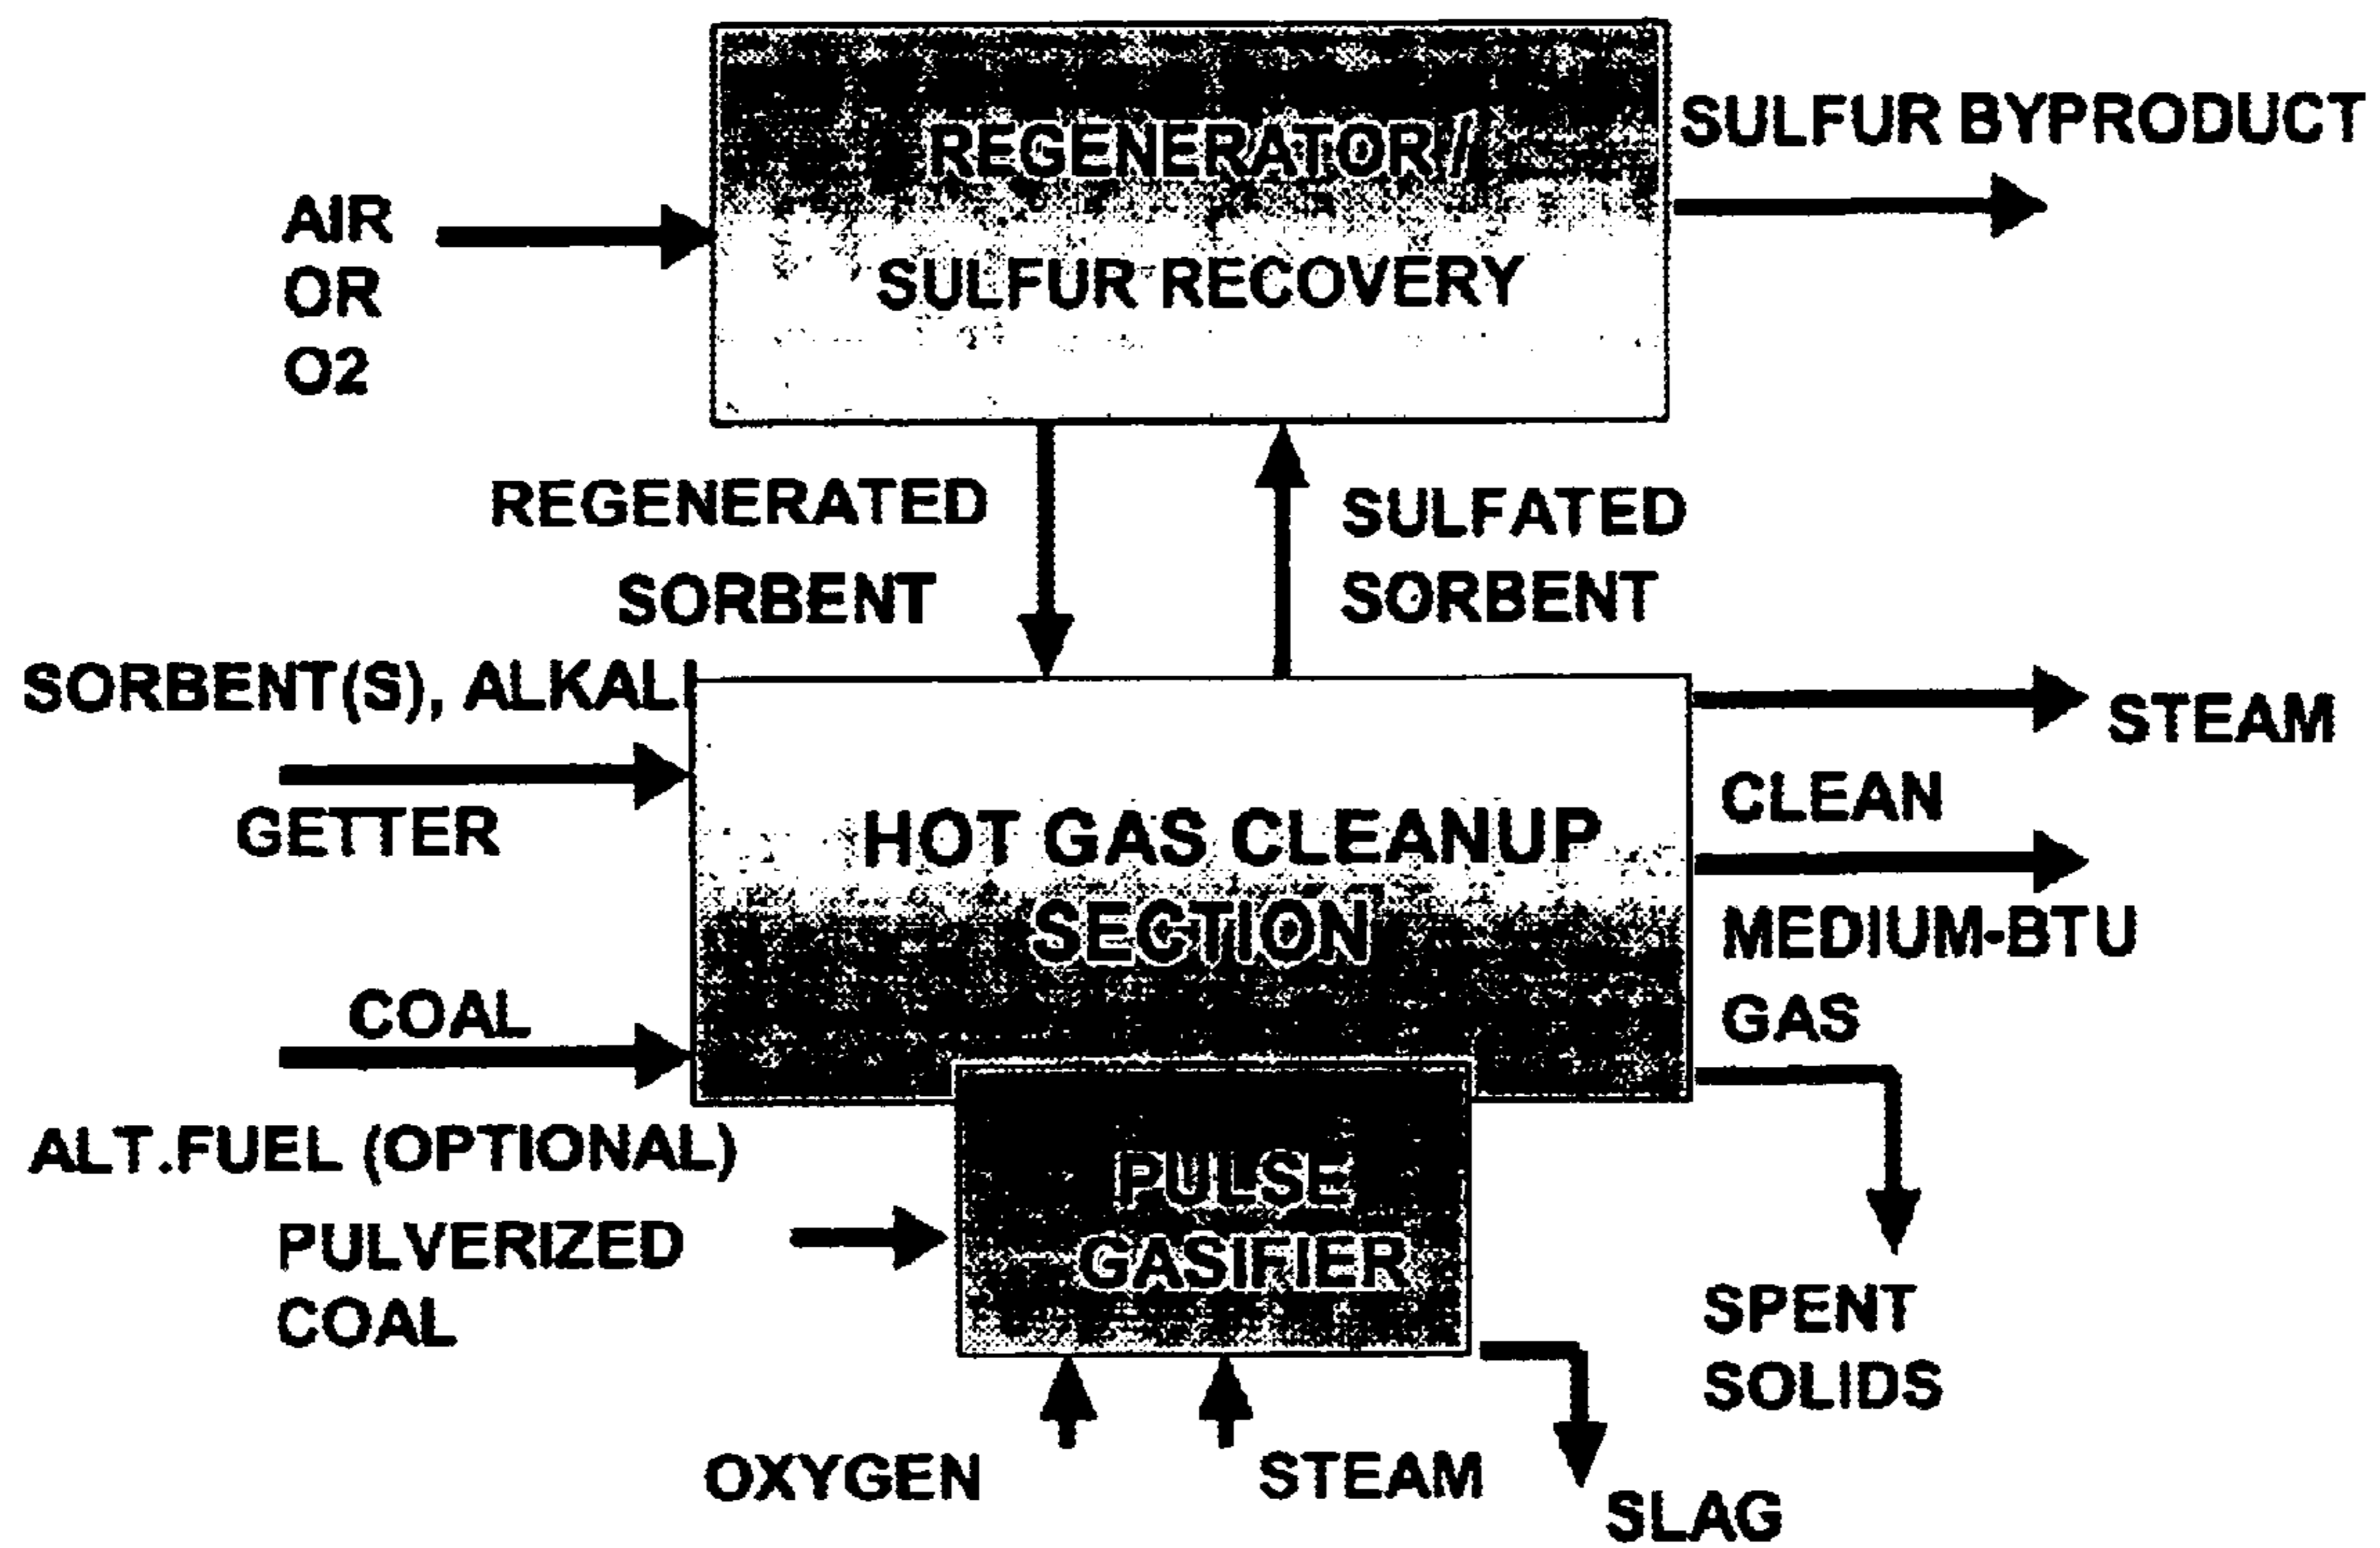 REGENERATOR /
SULFUR RECOVERY
SULFUR BYPRODUCT
AIR
OR
O2
REGENERATED
SORBENT
SULFATED
SORBENT
SORBENT(S), ALKALI
GETTER
STEAM
HOT GAS CLEANUP
SECTION
CLEAN
MEDIUM-BTU
GAS
COAL
ALT.FUEL (OPTIONAL)
PULVERIZED
COAL
PULSE
GASIFIER
SPENT
SOLIDS
OXYGEN
STEAM
SLAG